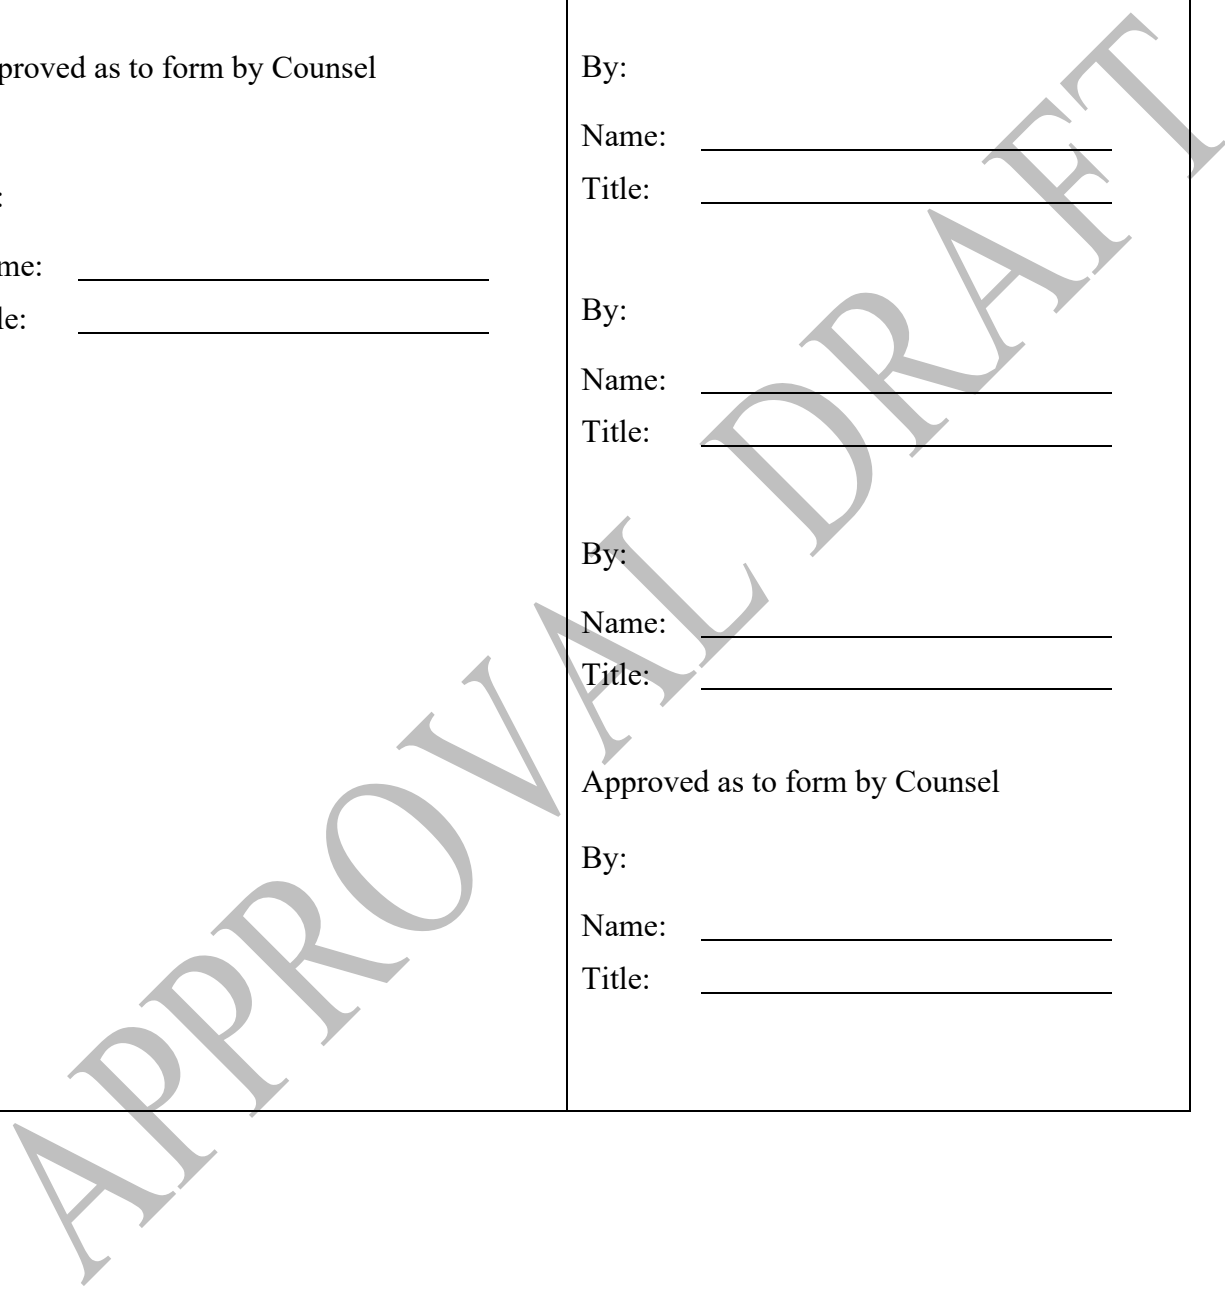 proved as to form by Counsel
:
me:
le:
By:
Name:
Title:
By:
Name:
Title:
By:
Name:
Title:
Approved as to form by Counsel
By:
Name:
Title:
APPROVAL DRAFT